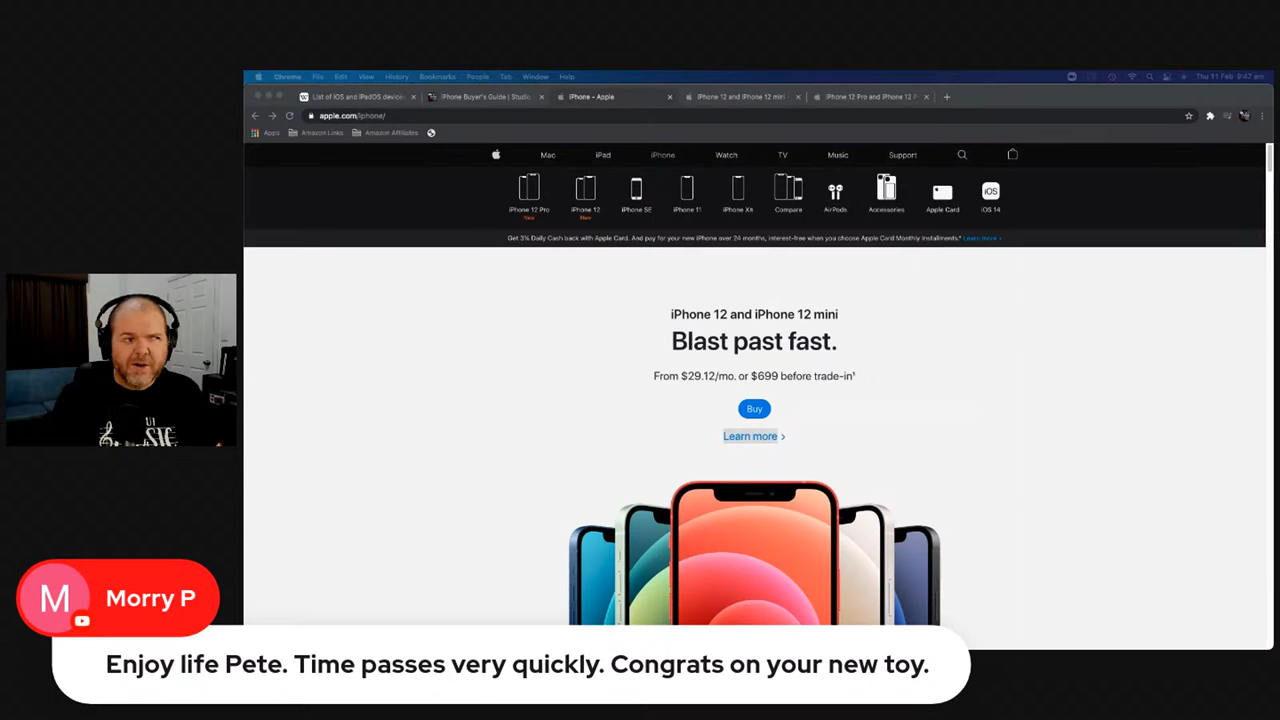 Chrome File Edit View History Bookmarks People Tab Window Help
Thu 11 Feb 9:47 am
List of iOS and iPadOS devices
iPhone Buyer's Guide | Studio
iPhone - Apple
iPhone 12 and iPhone 12 mini -
iPhone 12 Pro and iPhone 12 P
apple.com/iphone/
Apps Amazon Links Amazon Affiliates
Mac iPad iPhone Watch TV Music Support
iPhone 12 Pro iPhone 12 iPhone SE iPhone 11 iPhone XR Compare AirPods Accessories Apple Card iOS 14
New New
iOS
Get 3% Daily Cash back with Apple Card. And pay for your new iPhone over 24 months, interest-free when you choose Apple Card Monthly Installments.* Learn more >
iPhone 12 and iPhone 12 mini
Blast past fast.
From $29.12/mo. or $699 before trade-in¹
Buy
Learn more >
M
Morry P
Enjoy life Pete. Time passes very quickly. Congrats on your new toy.